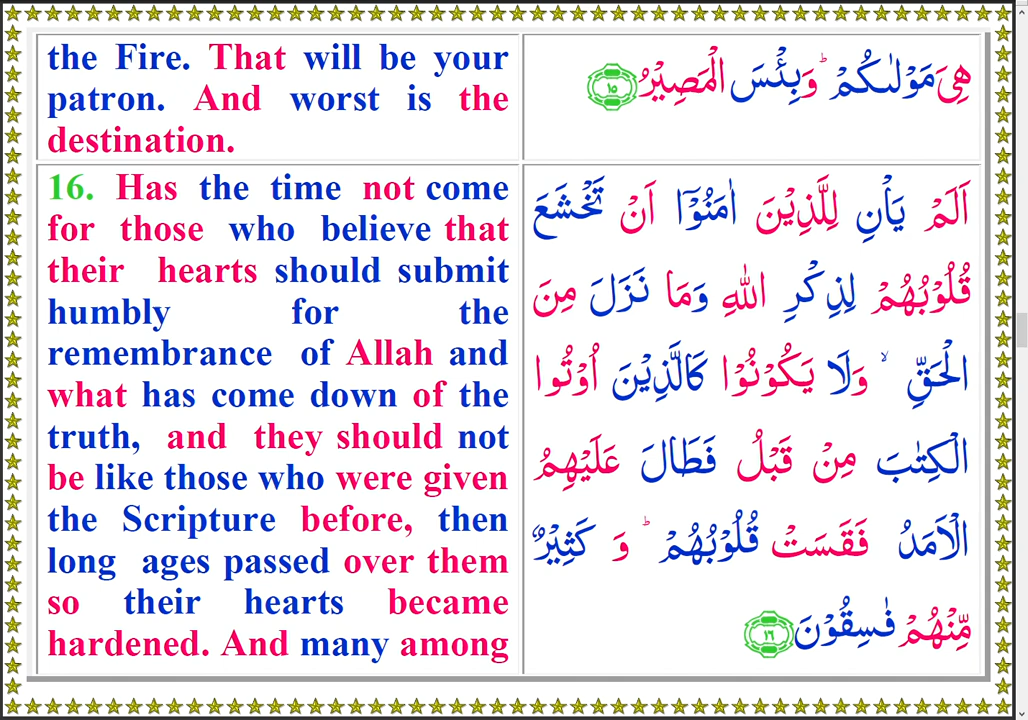 the Fire. That will be your
patron. And worst is the
destination.
هِىَ مَوْلٰٮكُمْ‌ؕ وَبِئْسَ الْمَصِيْرُ ١٥
16. Has the time not come
for those who believe that
their hearts should submit
humbly for the
remembrance of Allah and
what has come down of the
truth, and they should not
be like those who were given
the Scripture before, then
long ages passed over them
so their hearts became
hardened. And many among
اَلَمْ يَاْنِ لِلَّذِيْنَ اٰمَنُوْۤا اَنْ تَخْشَعَ
قُلُوْبُهُمْ لِذِكْرِ اللّٰهِ وَمَا نَزَلَ مِنَ
الْحَقِّ ۙ وَلَا يَكُوْنُوْا كَالَّذِيْنَ اُوْتُوا
الْكِتٰبَ مِنْ قَبْلُ فَطَالَ عَلَيْهِمُ
الْاَمَدُ فَقَسَتْ قُلُوْبُهُمْ‌ؕ وَ كَثِيْرٌ
مِّنْهُمْ فٰسِقُوْنَ ١٦